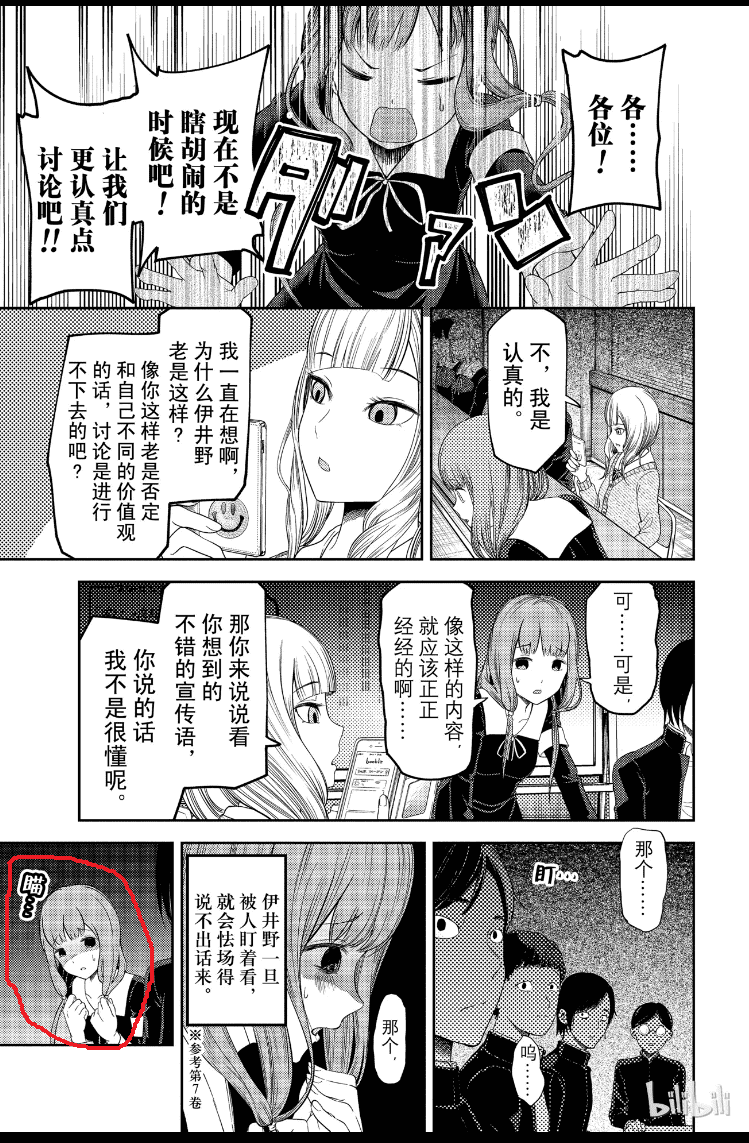 各……
各位！
现在不是
瞎胡闹的
时候吧！
让我们
更认真点
讨论吧！！
不，我是
认真的。
我一直在想啊，
为什么伊井野
老是这样？
像你这样老是否定
和自己不同的价值观
的话，讨论是进行
不下去的吧？
可……可是，
像这样的内容，
就应该正正
经经的啊……
那你来说说看
你想到的
不错的宣传语，
你说的话
我不是很懂呢。
那个……
盯…
呜……
伊井野一旦
被人盯着看，
就会怯场得
说不出话来。
※参考第7卷
那个，
瞄…
bilibili